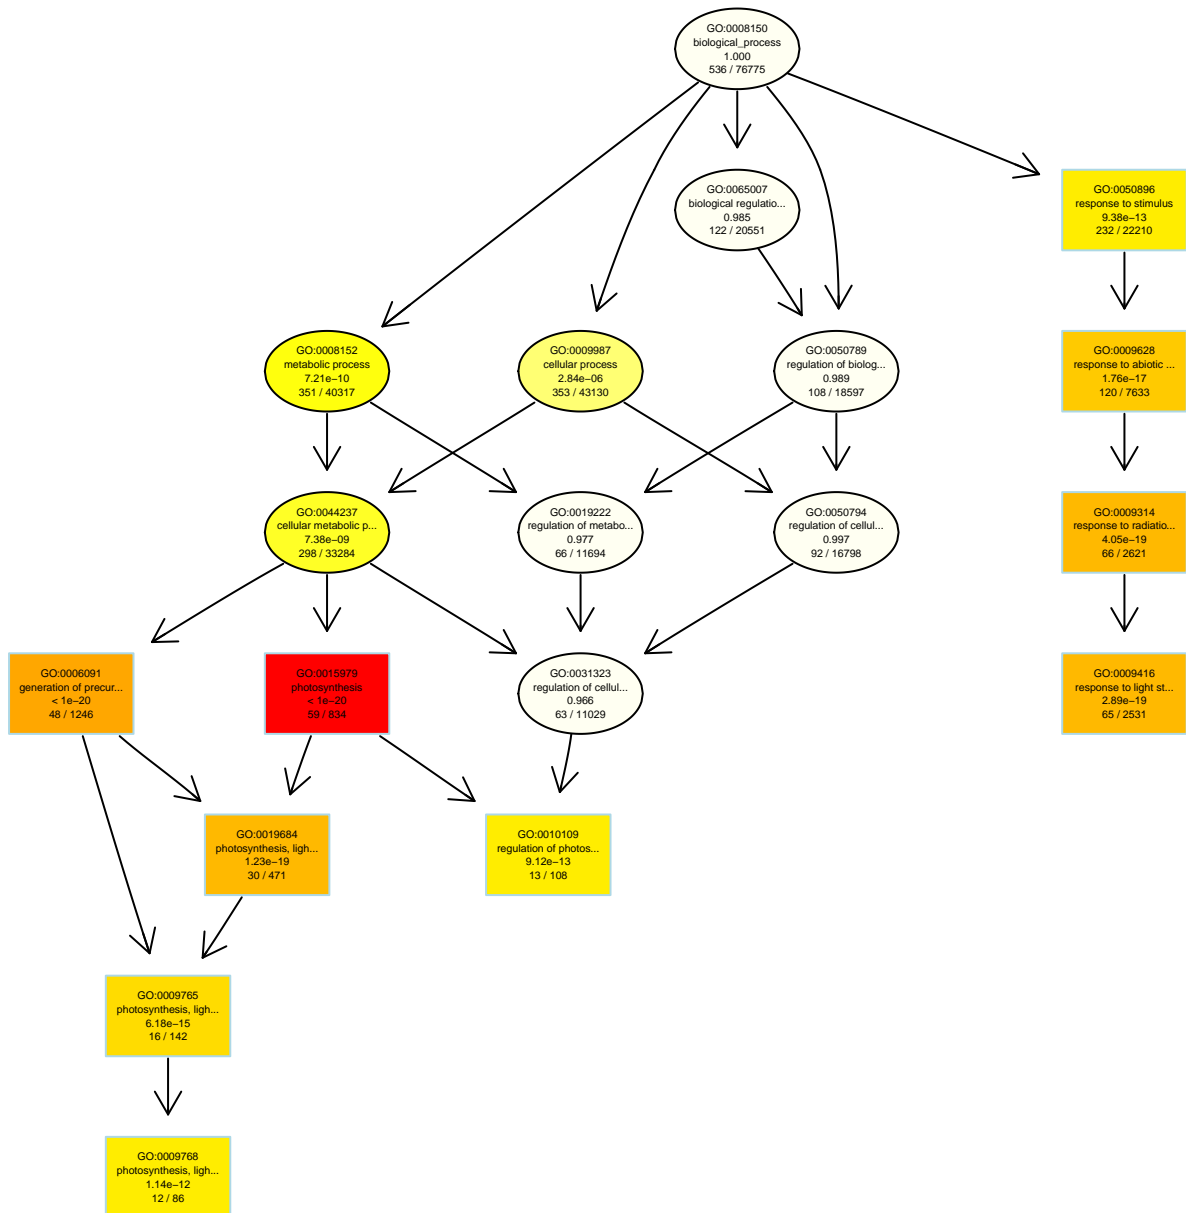 GO:0008150
biological_process
1.000
536 / 76775
GO:0065007
biological regulatio...
0.985
122 / 20551
GO:0050896
response to stimulus
9.38e−13
232 / 22210
GO:0008152
metabolic process
7.21e−10
351 / 40317
GO:0009987
cellular process
2.84e−06
353 / 43130
GO:0050789
regulation of biolog...
0.989
108 / 18597
GO:0009628
response to abiotic ...
1.76e−17
120 / 7633
GO:0044237
cellular metabolic p...
7.38e−09
298 / 33284
GO:0019222
regulation of metabo...
0.977
66 / 11694
GO:0050794
regulation of cellul...
0.997
92 / 16798
GO:0009314
response to radiatio...
4.05e−19
66 / 2621
GO:0006091
generation of precur...
< 1e−20
48 / 1246
GO:0015979
photosynthesis
< 1e−20
59 / 834
GO:0031323
regulation of cellul...
0.966
63 / 11029
GO:0009416
response to light st...
2.89e−19
65 / 2531
GO:0019684
photosynthesis, ligh...
1.23e−19
30 / 471
GO:0010109
regulation of photos...
9.12e−13
13 / 108
GO:0009765
photosynthesis, ligh...
6.18e−15
16 / 142
GO:0009768
photosynthesis, ligh...
1.14e−12
12 / 86